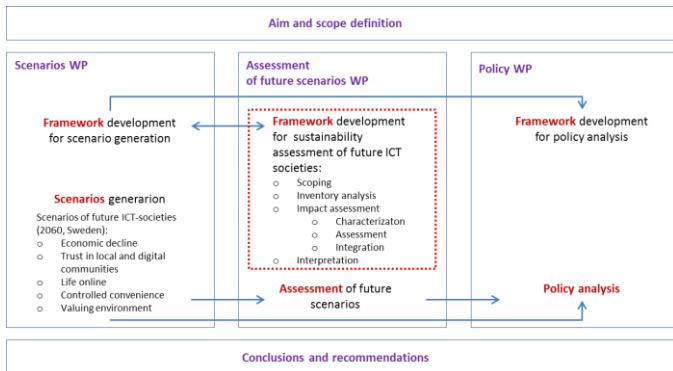 Aim and scope definition
Scenarios WP
Framework development
for scenario generation
Scenarios generarion
Scenarios of future ICT-societies
(2060, Sweden):
o Economic decline
o Trust in local and digital
communities
o Life online
o Controlled convenience
o Valuing environment
Assessment
of future scenarios WP
Framework development
for sustainability
assessment of future ICT
societies:
o Scoping
o Inventory analysis
o Impact assessment
o Characterizaton
o Assessment
o Integration
o Interpretation
Assessment of future
scenarios
Policy WP
Framework development
for policy analysis
Policy analysis
Conclusions and recommendations